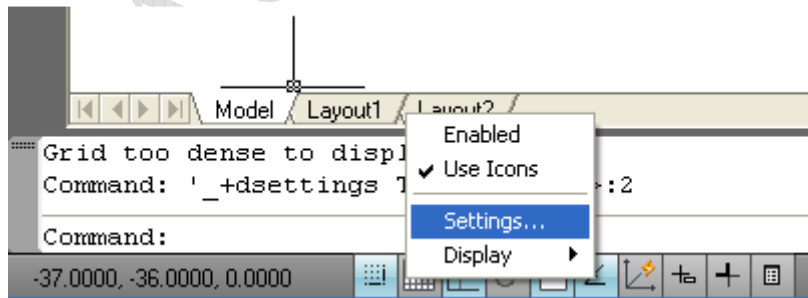 Model Layout1 Layout2
Enabled
Grid too dense to displ
Use Icons
Command: '_+dsettings :2
Settings...
Command:
Display
-37.0000, -36.0000, 0.0000